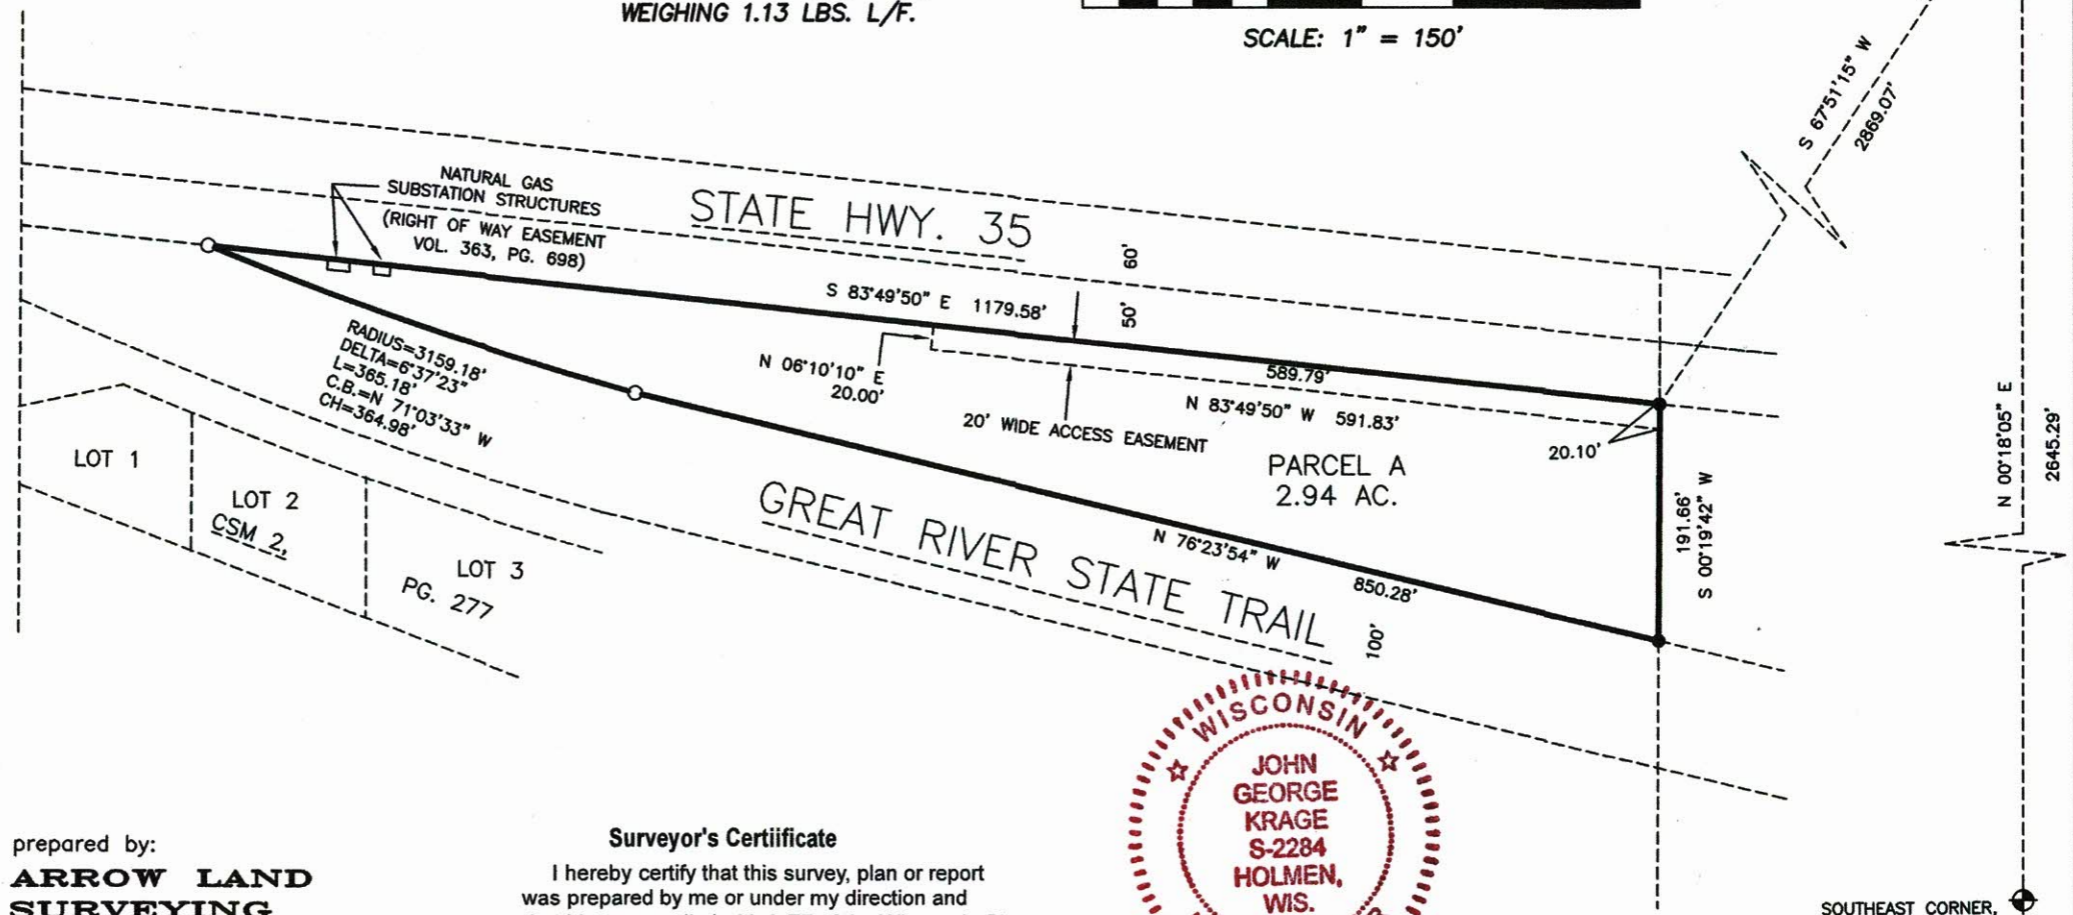 WEIGHING 1.13 LBS. L/F.
SCALE: 1" = 150'
S 67°51'15" W
2869.07'
NATURAL GAS
SUBSTATION STRUCTURES
(RIGHT OF WAY EASEMENT
VOL. 363, PG. 698)
STATE HWY. 35
60'
50'
S 83°49'50" E 1179.58'
RADIUS=3159.18'
DELTA=6°37'23"
L=365.18'
C.B.=N 71°03'33" W
CH=364.98'
N 06°10'10" E
20.00'
589.79'
N 83°49'50" W 591.83'
20' WIDE ACCESS EASEMENT
20.10'
PARCEL A
2.94 AC.
191.66'
S 00°19'42" W
N 00°18'05" E
2645.29'
LOT 1
LOT 2
CSM 2,
LOT 3
PG. 277
GREAT RIVER STATE TRAIL
N 76°23'54" W
850.28'
100'
WISCONSIN
JOHN
GEORGE
KRAGE
S-2284
HOLMEN,
WIS.
prepared by:
ARROW LAND
SURVEYING
Surveyor's Certiificate
I hereby certify that this survey, plan or report
was prepared by me or under my direction and
SOUTHEAST CORNER,